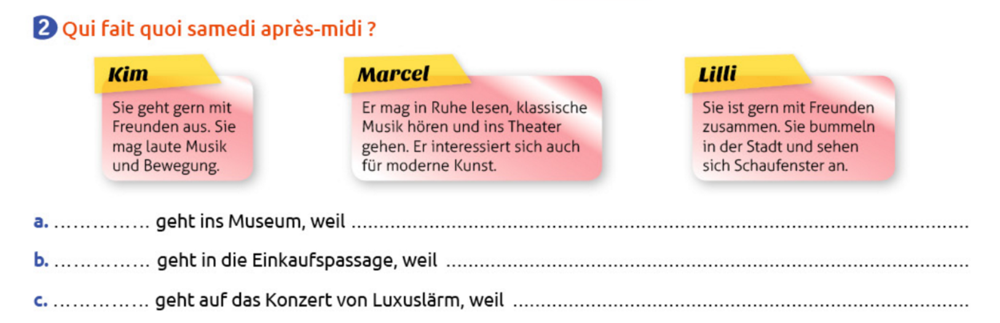 2 Qui fait quoi samedi après-midi ?
Kim
Sie geht gern mit
Freunden aus. Sie
mag laute Musik
und Bewegung.
Marcel
Er mag in Ruhe lesen, klassische
Musik hören und ins Theater
gehen. Er interessiert sich auch
für moderne Kunst.
Lilli
Sie ist gern mit Freunden
zusammen. Sie bummeln
in der Stadt und sehen
sich Schaufenster an.
a. ............... geht ins Museum, weil ....................................................................................................
b. ............... geht in die Einkaufspassage, weil ....................................................................................
c. ............... geht auf das Konzert von Luxuslärm, weil ..........................................................................